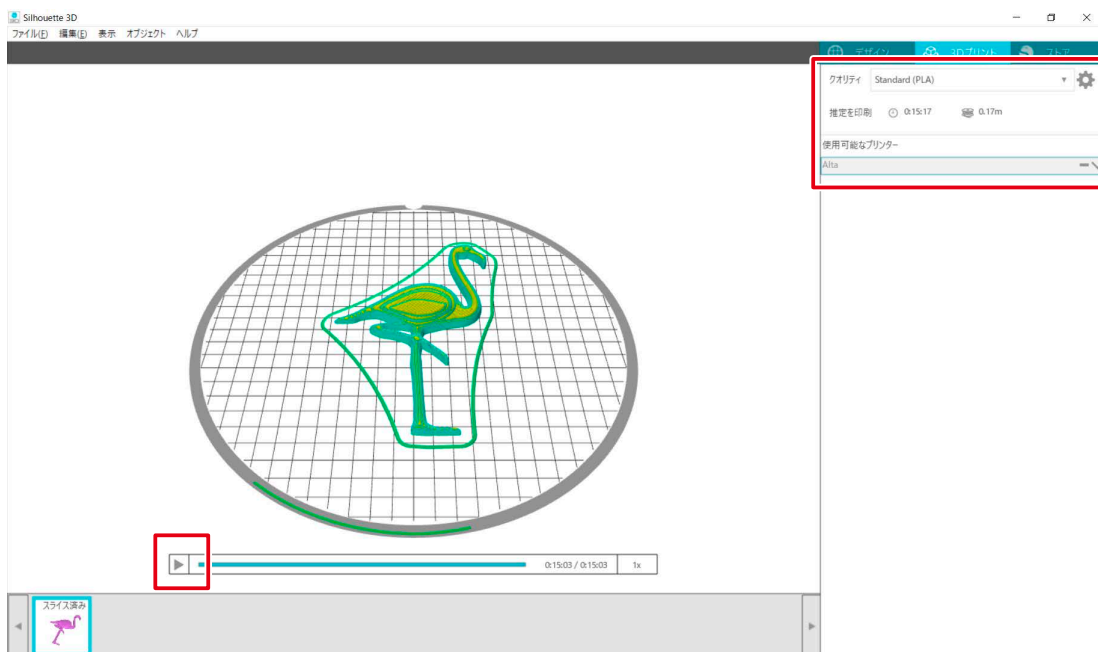 Silhouette 3D
ファイル(F) 編集(E) 表示 オブジェクト ヘルプ
デザイン 3Dプリント ストア
クオリティ Standard (PLA)
推定を印刷 0:15:17 0.17m
使用可能なプリンター
Alta
0:15:03 / 0:15:03 1x
スライス済み